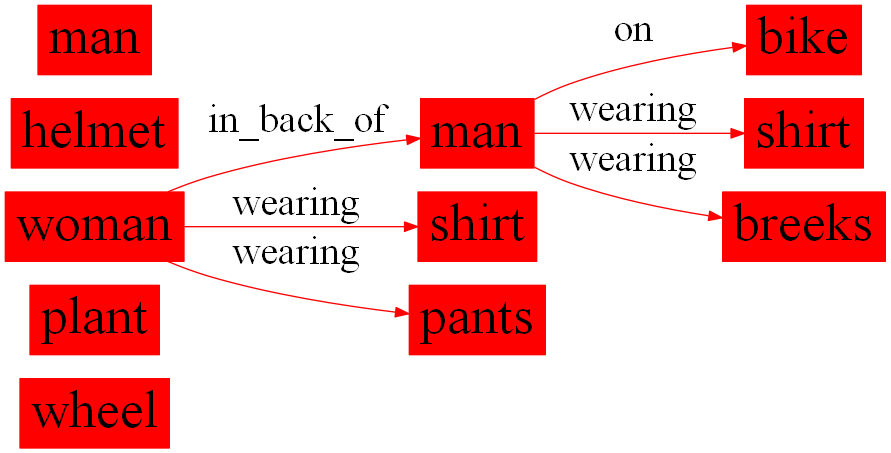 man
helmet
woman
plant
wheel
in_back_of
wearing
wearing
man
shirt
pants
on
wearing
wearing
bike
shirt
breeks